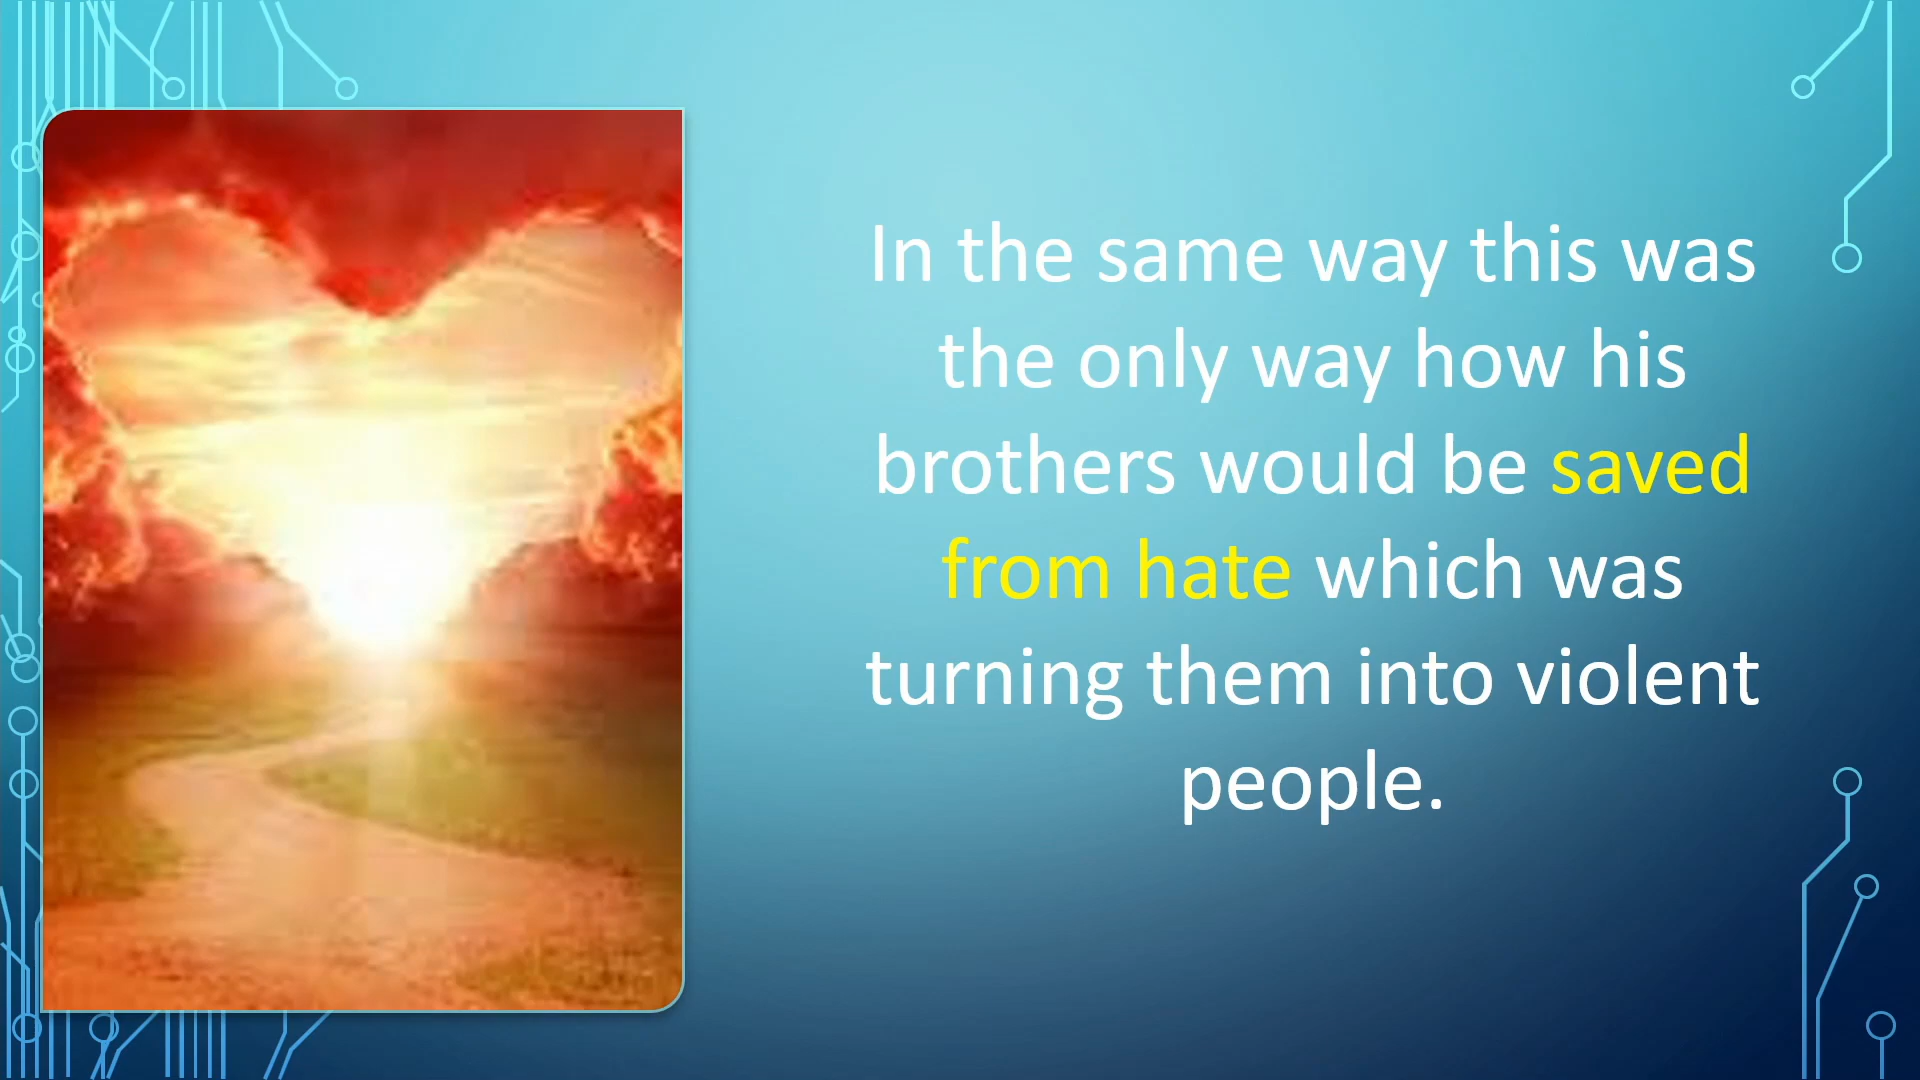 In the same way this was
the only way how his
brothers would be saved
from hate which was
turning them into violent
people.